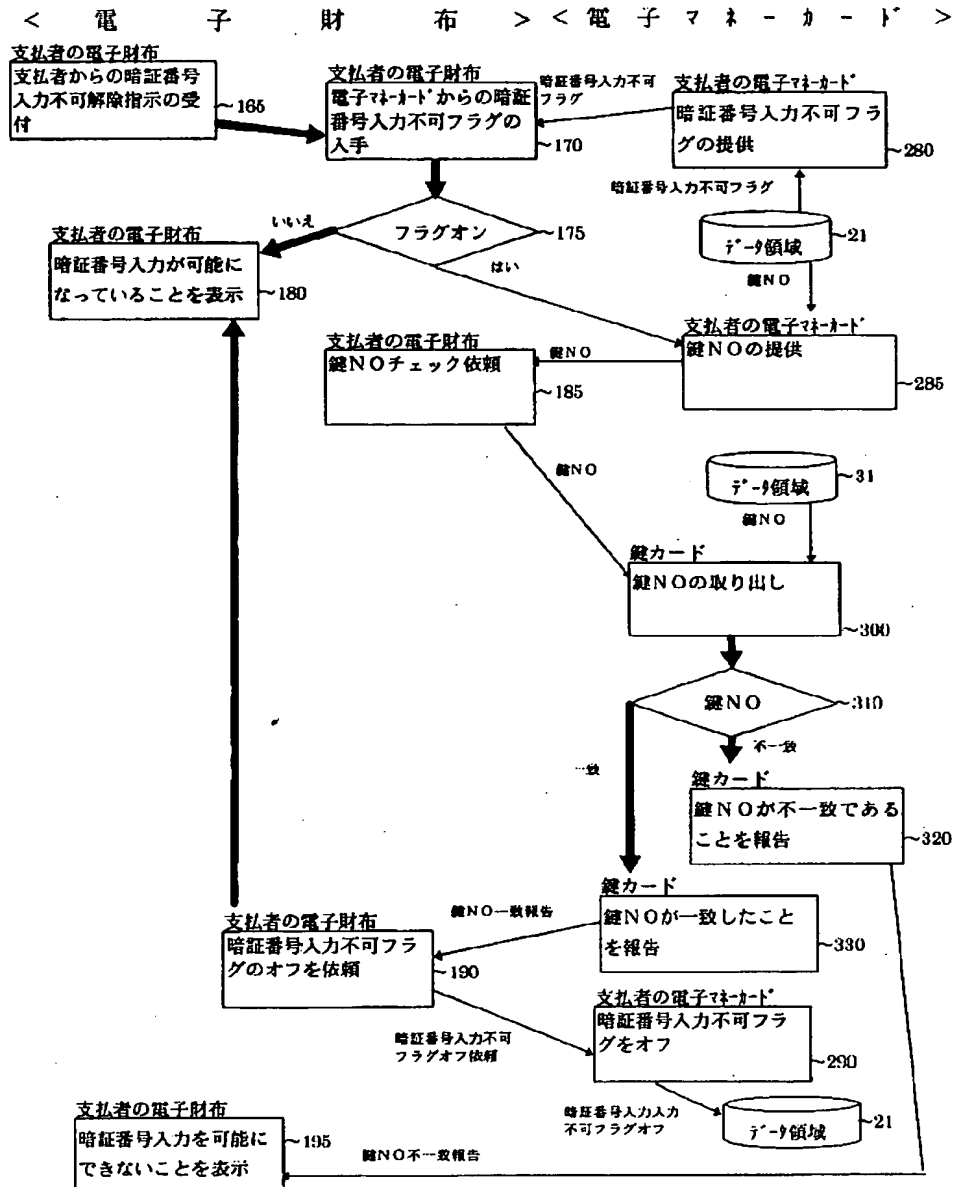 ＜　電　子　財　布　＞＜電子マネーカード＞
支払者の電子財布
支払者からの暗証番号
入力不可解除指示の受
付
165
支払者の電子財布
電子マネーカードからの暗証
番号入力不可フラグの
入手
170
暗証番号入力不可
フラグ
支払者の電子マネーカード
暗証番号入力不可フラ
グの提供
280
暗証番号入力不可フラグ
フラグオン
175
いいえ
はい
データ領域
21
鍵NO
支払者の電子財布
暗証番号入力が可能に
なっていることを表示
180
支払者の電子マネーカード
鍵NOの提供
285
鍵NO
支払者の電子財布
鍵NOチェック依頼
185
鍵NO
データ領域
31
鍵NO
鍵カード
鍵NOの取り出し
300
鍵NO
310
一致
不一致
鍵カード
鍵NOが不一致である
ことを報告
320
鍵カード
鍵NOが一致したこと
を報告
330
鍵NO一致報告
支払者の電子財布
暗証番号入力不可フラ
グのオフを依頼
190
暗証番号入力不可
フラグオフ依頼
支払者の電子マネーカード
暗証番号入力不可フラ
グをオフ
290
暗証番号入力入力
不可フラグオフ
データ領域
21
支払者の電子財布
暗証番号入力を可能に
できないことを表示
195
鍵NO不一致報告